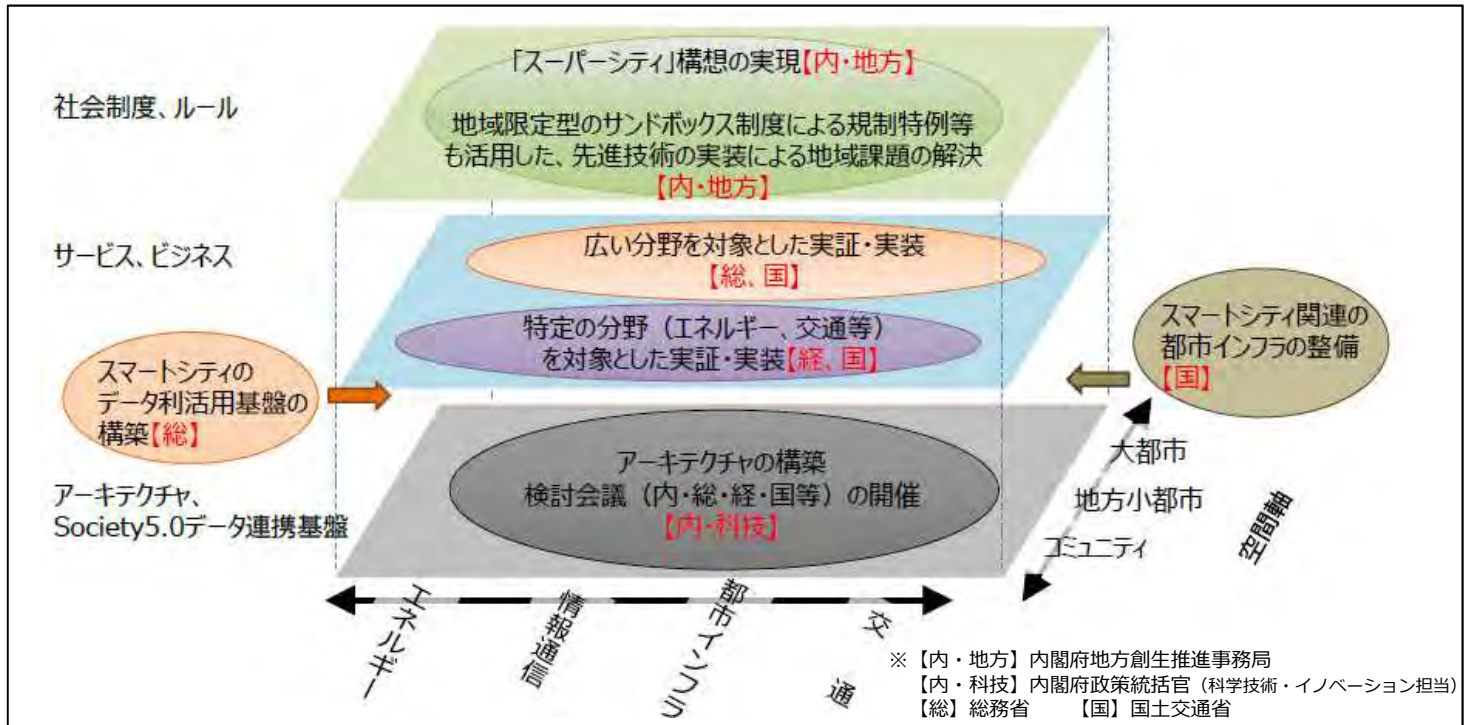 「スーパーシティ」構想の実現【内・地方】
社会制度、ルール
地域限定型のサンドボックス制度による規制特例等
も活用した、先進技術の実装による地域課題の解決
【内・地方】
サービス、ビジネス
広い分野を対象とした実証・実装
【総、国】
特定の分野（エネルギー、交通等）
を対象とした実証・実装【経、国】
スマートシティ関連の
都市インフラの整備
【国】
スマートシティの
データ利活用基盤の
構築【総】
アーキテクチャの構築
検討会議（内・総・経・国等）の開催
【内・科技】
アーキテクチャ、
Society5.0データ連携基盤
大都市
地方小都市
コミュニティ
空間軸
エネルギー
情報通信
都市インフラ
交通
※【内・地方】内閣府地方創生推進事務局
【内・科技】内閣府政策統括官（科学技術・イノベーション担当）
【総】総務省　【国】国土交通省